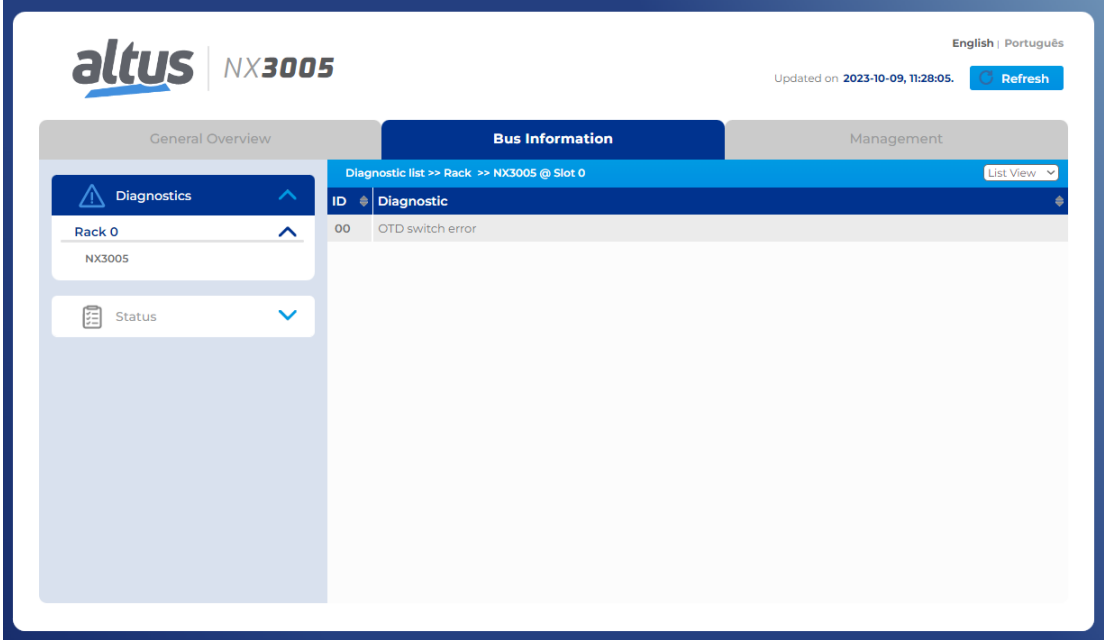 altus NX3005
English | Português
Updated on 2023-10-09, 11:28:05. Refresh
General Overview Bus Information Management
Diagnostic list >> Rack >> NX3005 @ Slot 0 List View
Diagnostics
ID Diagnostic
00 OTD switch error
Rack 0
NX3005
Status